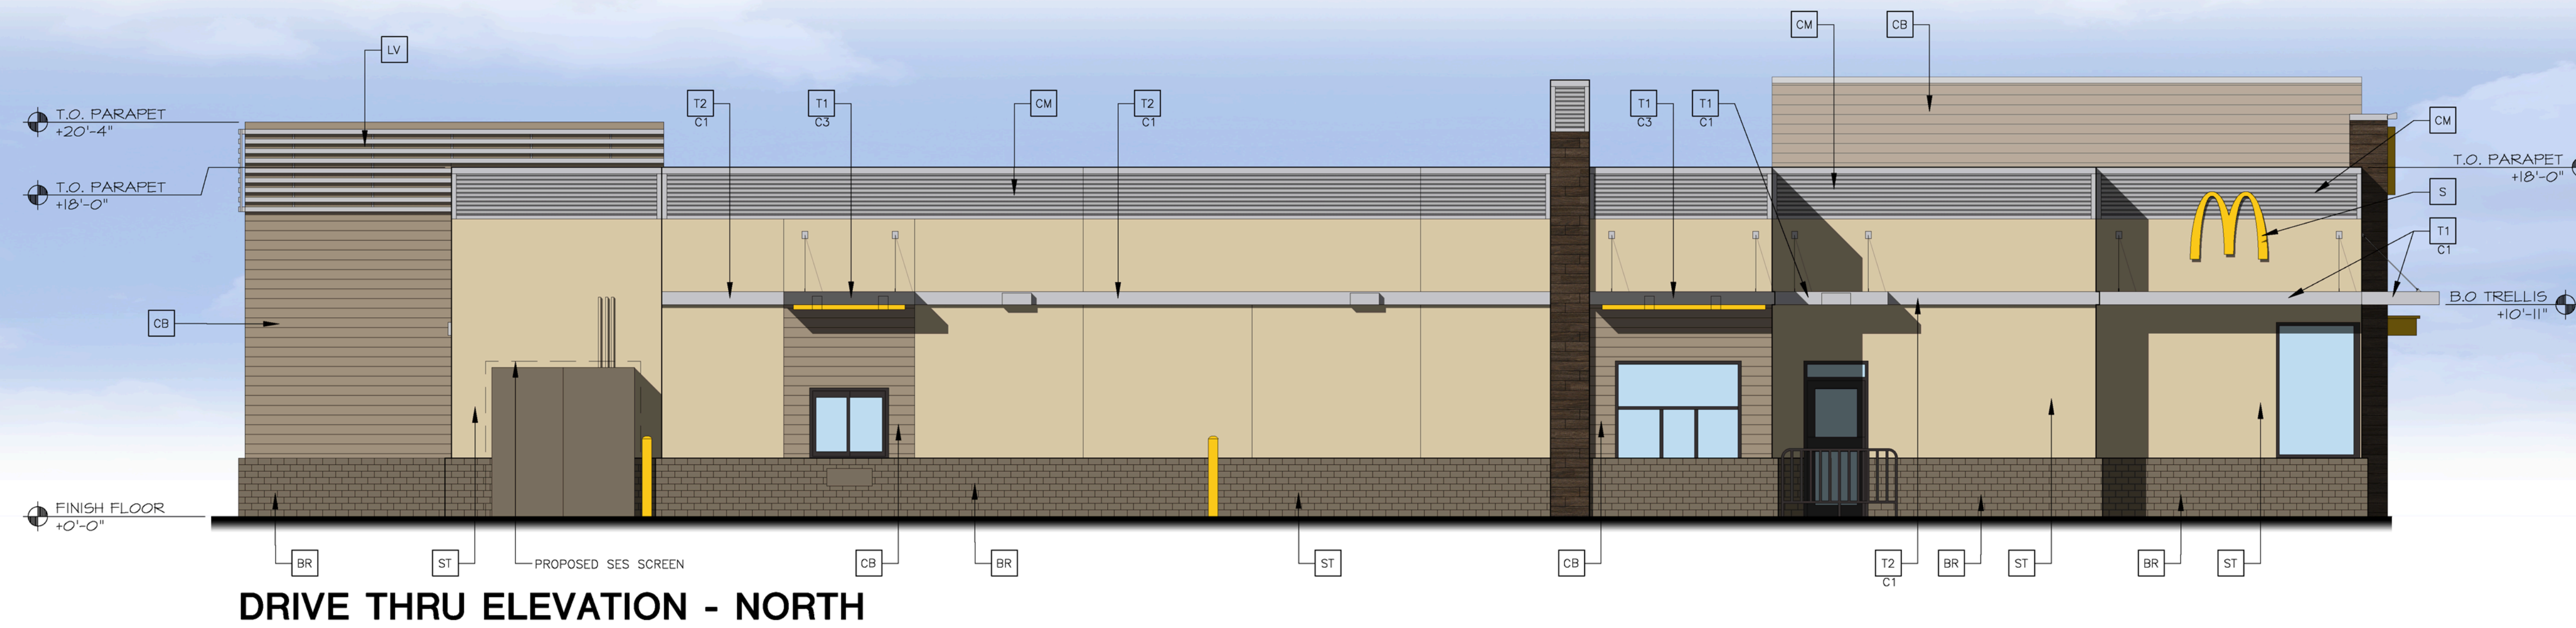 CM
CB
LV
T2
C1
T1
C3
CM
T2
C1
T1
C3
T1
C1
T.O. PARAPET
+20'-4"
CM
T.O. PARAPET
+18'-0"
T.O. PARAPET
+18'-0"
S
T1
C1
B.O TRELLIS
+10'-11"
CB
FINISH FLOOR
+0'-0"
BR
ST
PROPOSED SES SCREEN
CB
BR
ST
CB
T2
C1
BR
ST
BR
ST
DRIVE THRU ELEVATION - NORTH